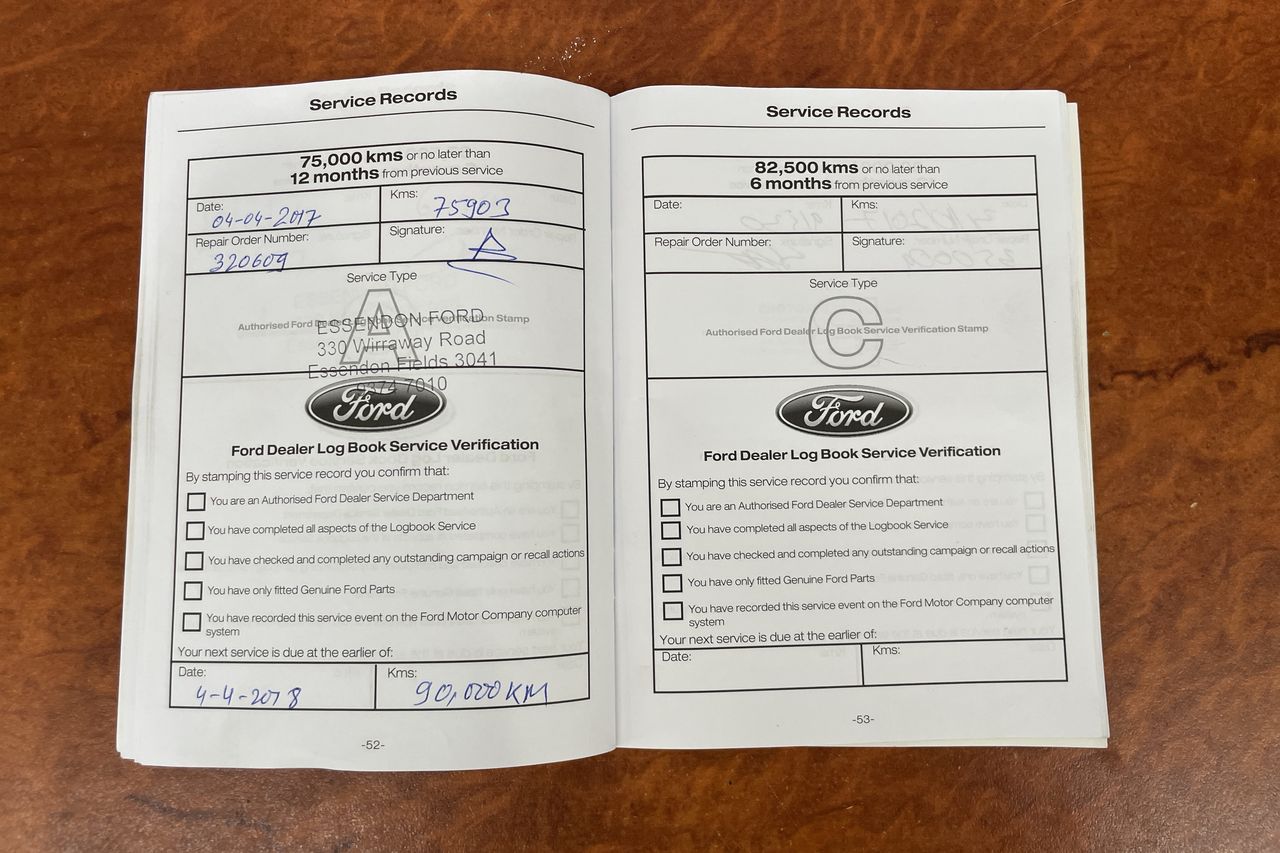 Service Records
75,000 kms or no later than
12 months from previous service
Date: 04-04-2017
Kms: 75903
Repair Order Number: 320609
Signature:
Service Type
A
Authorised Ford Dealer Log Book Service Verification Stamp
ESSENDON FORD
330 Wirraway Road
Essendon Fields 3041
9374 7010
Ford
Ford Dealer Log Book Service Verification
By stamping this service record you confirm that:
You are an Authorised Ford Dealer Service Department
You have completed all aspects of the Logbook Service
You have checked and completed any outstanding campaign or recall actions
You have only fitted Genuine Ford Parts
You have recorded this service event on the Ford Motor Company computer
system
Your next service is due at the earlier of:
Date: 4-4-2018
Kms: 90,000 KM
-52-
Service Records
82,500 kms or no later than
6 months from previous service
Date:
Kms:
Repair Order Number:
Signature:
Service Type
C
Authorised Ford Dealer Log Book Service Verification Stamp
Ford
Ford Dealer Log Book Service Verification
By stamping this service record you confirm that:
You are an Authorised Ford Dealer Service Department
You have completed all aspects of the Logbook Service
You have checked and completed any outstanding campaign or recall actions
You have only fitted Genuine Ford Parts
You have recorded this service event on the Ford Motor Company computer
system
Your next service is due at the earlier of:
Date:
Kms:
-53-